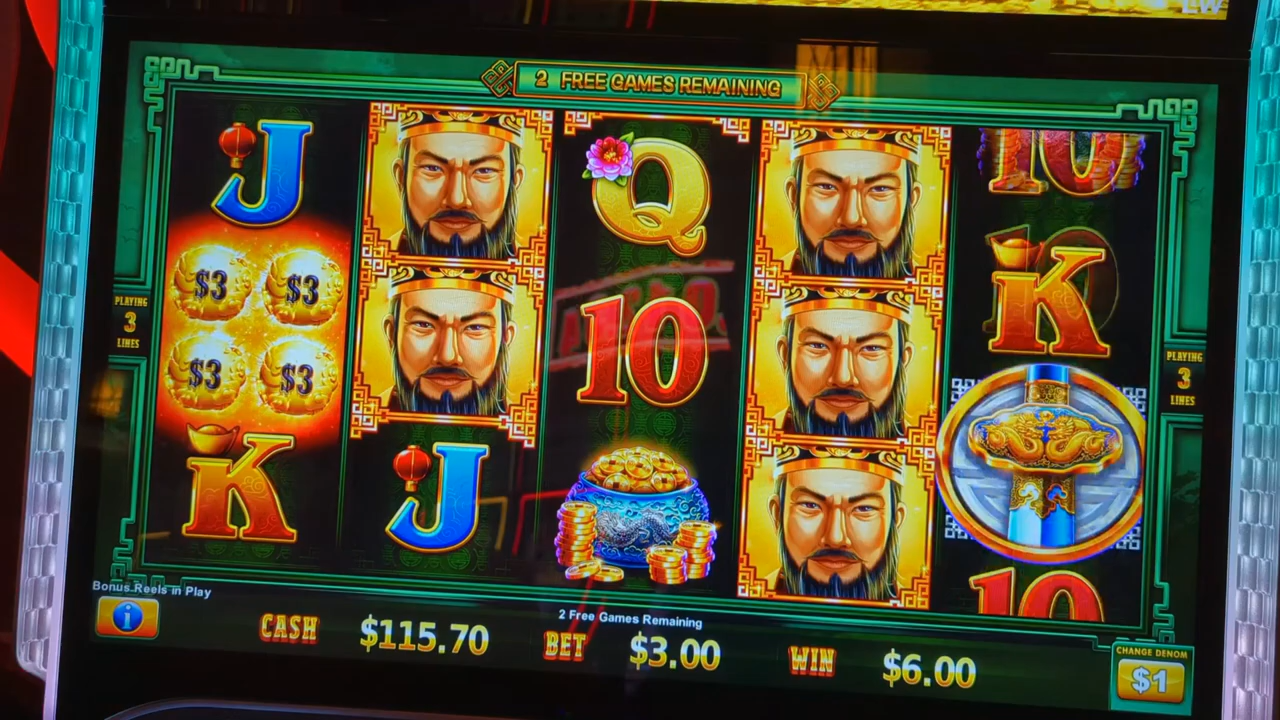 LW
2 FREE GAMES REMAINING
J
Q
10
$3 $3
K
$3 $3
10
PLAYING
3
LINES
PLAYING
3
LINES
K
J
10
Bonus Reels in Play
2 Free Games Remaining
i
CASH $115.70 BET $3.00 WIN $6.00
CHANGE DENOM
$1